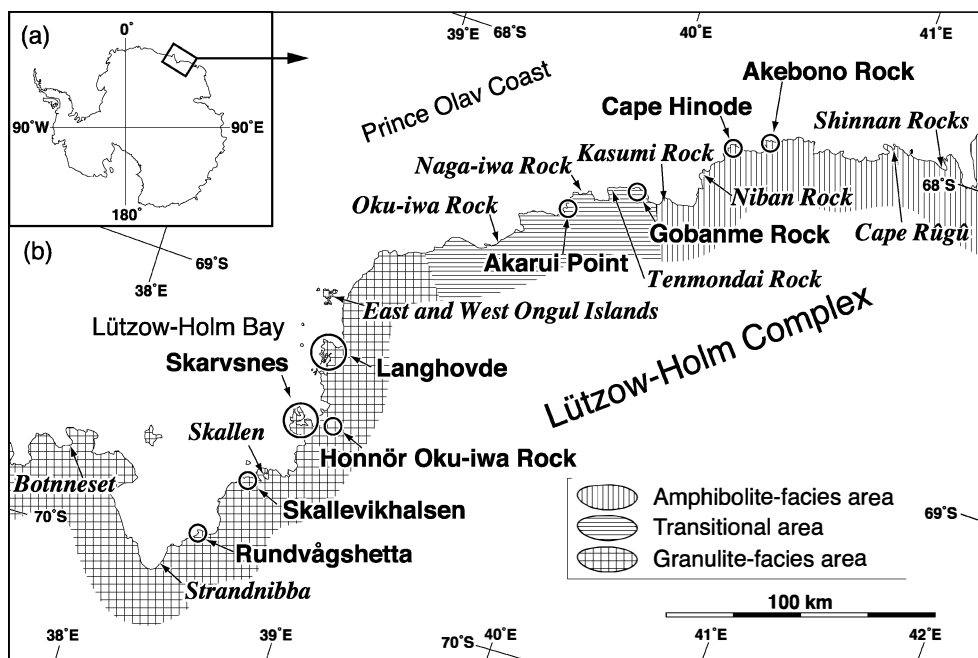 (a)
0°
90°W
90°E
180°
(b)
39°E
68°S
40°E
41°E
Prince Olav Coast
Akebono Rock
Cape Hinode
Shinnan Rocks
Naga-iwa Rock
Kasumi Rock
68°S
Niban Rock
Oku-iwa Rock
Cape Rûgû
Gobanme Rock
Akarui Point
Tenmondai Rock
69°S
38°E
East and West Ongul Islands
Lützow-Holm Bay
Lützow-Holm Complex
Skarvsnes
Langhovde
Skallen
Honnör Oku-iwa Rock
Botnneset
Skallevikhalsen
70°S
Rundvågshetta
Strandnibba
Amphibolite-facies area
69°S
Transitional area
Granulite-facies area
100 km
38°E
39°E
70°S
40°E
41°E
42°E